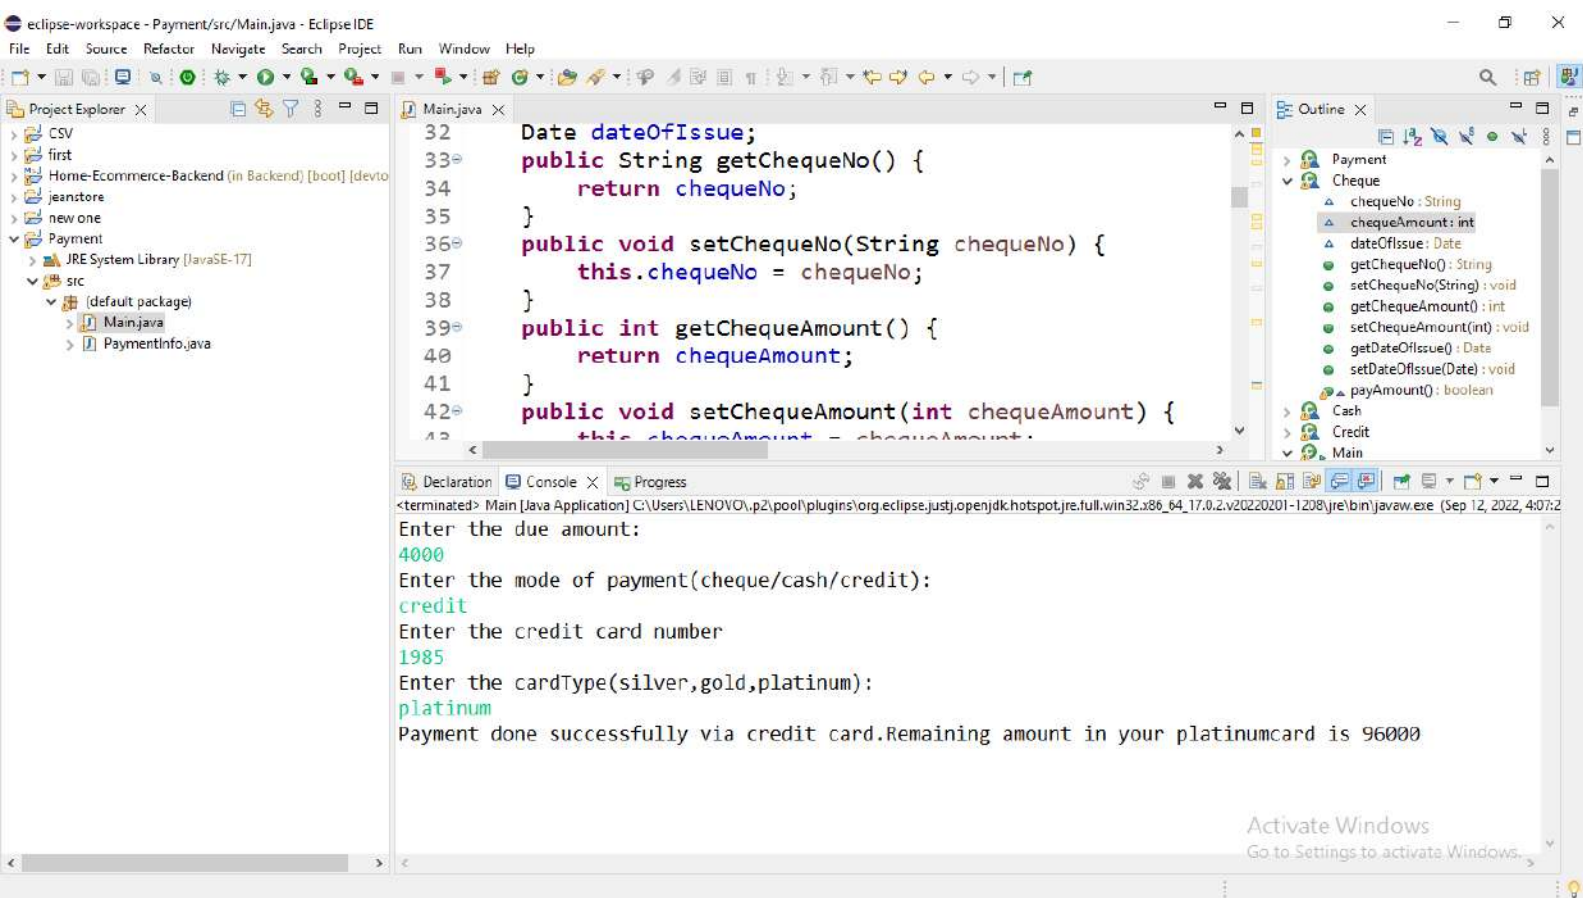 eclipse-workspace - Payment/src/Main.java - Eclipse IDE
File Edit Source Refactor Navigate Search Project Run Window Help
Project Explorer
CSV
first
Home-Ecommerce-Backend (in Backend) [boot] [devto
jeanstore
new one
Payment
JRE System Library [JavaSE-17]
src
(default package)
Main.java
PaymentInfo.java
Main.java
32 Date dateOfIssue;
33 public String getChequeNo() {
34 return chequeNo;
35 }
36 public void setChequeNo(String chequeNo) {
37 this.chequeNo = chequeNo;
38 }
39 public int getChequeAmount() {
40 return chequeAmount;
41 }
42 public void setChequeAmount(int chequeAmount) {
43 this.chequeAmount = chequeAmount;
Outline
Payment
Cheque
chequeNo : String
chequeAmount : int
dateOfIssue : Date
getChequeNo() : String
setChequeNo(String) : void
getChequeAmount() : int
setChequeAmount(int) : void
getDateOfIssue() : Date
setDateOfIssue(Date) : void
payAmount() : boolean
Cash
Credit
Main
Declaration Console Progress
<terminated> Main [Java Application] C:\Users\LENOVO\.p2\pool\plugins\org.eclipse.justj.openjdk.hotspot.jre.full.win32.x86_64_17.0.2.v20220201-1208\jre\bin\javaw.exe (Sep 12, 2022, 4:07:2
Enter the due amount:
4000
Enter the mode of payment(cheque/cash/credit):
credit
Enter the credit card number
1985
Enter the cardType(silver,gold,platinum):
platinum
Payment done successfully via credit card.Remaining amount in your platinumcard is 96000
Activate Windows
Go to Settings to activate Windows.